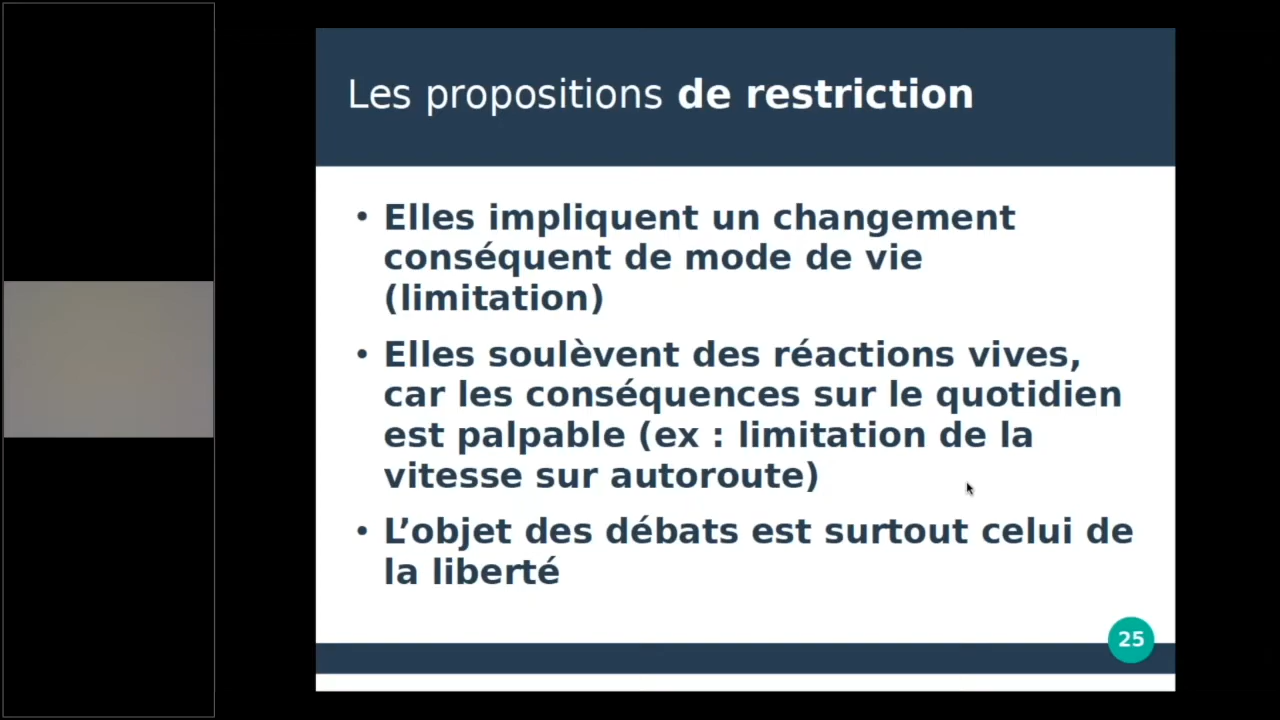 Les propositions de restriction
• Elles impliquent un changement
conséquent de mode de vie
(limitation)
• Elles soulèvent des réactions vives,
car les conséquences sur le quotidien
est palpable (ex : limitation de la
vitesse sur autoroute)
• L’objet des débats est surtout celui de
la liberté
25